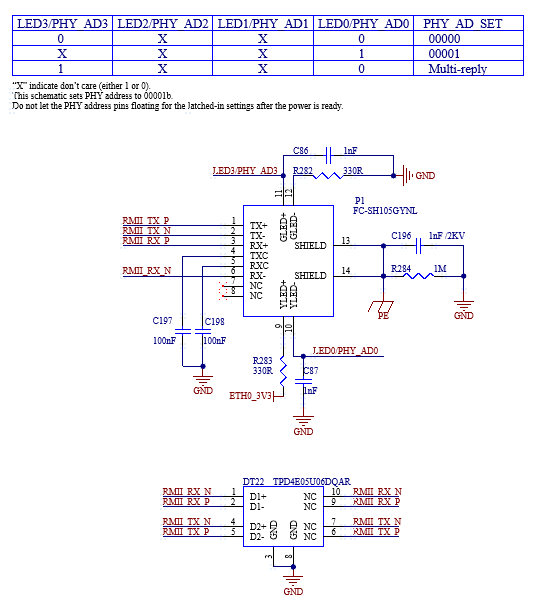 LED3/PHY_AD3 LED2/PHY_AD2 LED1/PHY_AD1 LED0/PHY_AD0 PHY_AD_SET
0 X X 0 00000
X X X 1 00001
1 X X 0 Multi-reply
“X” indicate don't care (either 1 or 0).
This schematic sets PHY address to 00001b.
Do not let the PHY address pins floating for the latched-in settings after the power is ready.
C86 1nF
LED3/PHY_AD3 R282 330R GND
11 12
P1
FC-SH105GYNL
GLED+ GLED-
RMII_TX_P 1 TX+
RMII_TX_N 2 TX-
RMII_RX_P 3 RX+
4 TXC
5 RXC
RMII_RX_N 6 RX-
7 NC
8 NC
SHIELD 13
SHIELD 14
YLED+ YLED-
9 10
C196 1nF/2KV
R284 1M
PE GND
C197 C198
100nF 100nF
GND
LED0/PHY_AD0
R283
330R
C87
1nF
ETH0_3V3
GND
DT22 TPD4E05U06DQAR
RMII_RX_N 1 D1+ NC 10 RMII_RX_N
RMII_RX_P 2 D1- NC 9 RMII_RX_P
RMII_TX_N 4 D2+ NC 7 RMII_TX_N
RMII_TX_P 5 D2- NC 6 RMII_TX_P
GND GND
3 8
GND